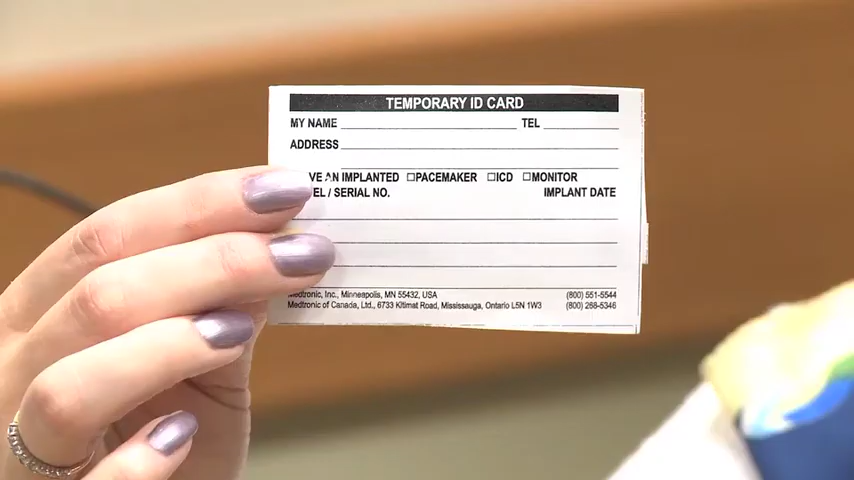 TEMPORARY ID CARD
MY NAME TEL
ADDRESS
VE AN IMPLANTED ☐PACEMAKER ☐ICD ☐MONITOR
EL / SERIAL NO. IMPLANT DATE
Medtronic, Inc., Minneapolis, MN 55432, USA (800) 551-5544
Medtronic of Canada, Ltd., 6733 Kitimat Road, Mississauga, Ontario L5N 1W3 (800) 268-5346